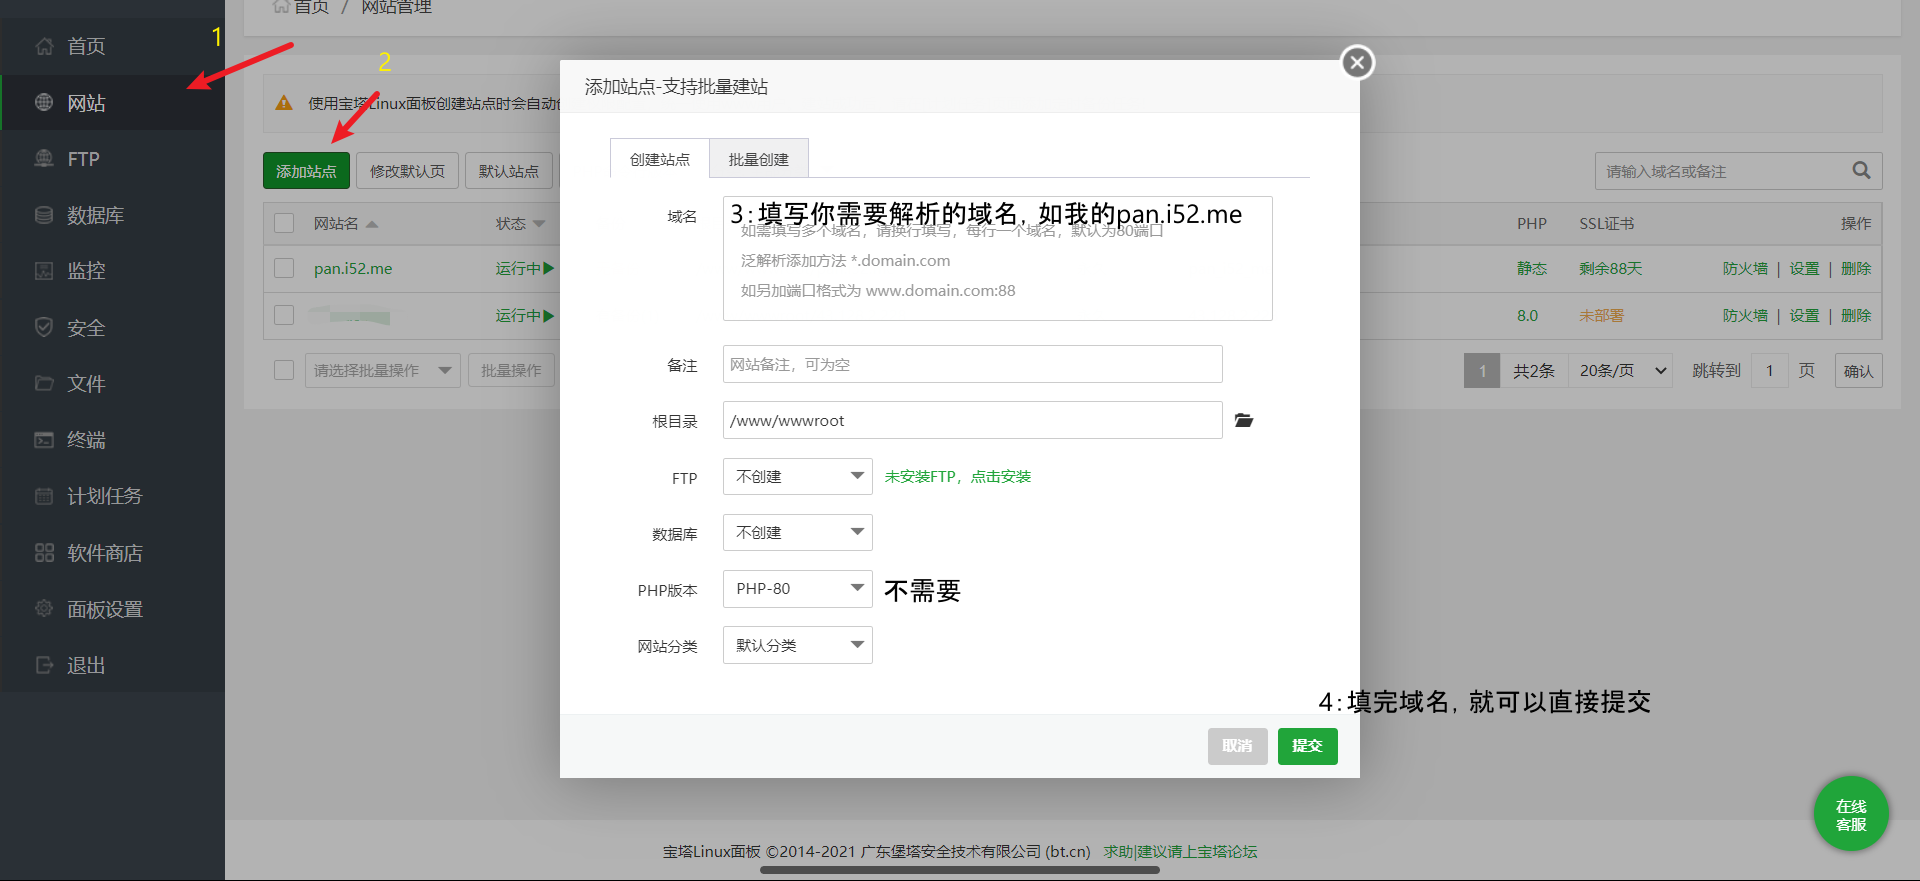 首页 / 网站管理
首页
网站
FTP
数据库
监控
安全
文件
终端
计划任务
软件商店
面板设置
退出
1
2
使用宝塔Linux面板创建站点时会自动
添加站点
修改默认页
默认站点
请输入域名或备注
网站名
状态
PHP
SSL证书
操作
pan.i52.me
运行中
静态
剩余88天
防火墙 | 设置 | 删除
运行中
8.0
未部署
防火墙 | 设置 | 删除
请选择批量操作
批量操作
1
共2条
20条/页
跳转到
1
页
确认
添加站点-支持批量建站
创建站点
批量创建
域名
3:填写你需要解析的域名, 如我的pan.i52.me
如需填写多个域名，请换行填写，每行一个域名，默认为80端口
泛解析添加方法 *.domain.com
如另加端口格式为 www.domain.com:88
备注
网站备注，可为空
根目录
/www/wwwroot
FTP
不创建
未安装FTP，点击安装
数据库
不创建
PHP版本
PHP-80
不需要
网站分类
默认分类
4:填完域名, 就可以直接提交
取消
提交
在线
客服
宝塔Linux面板 ©2014-2021 广东堡塔安全技术有限公司 (bt.cn)
求助|建议请上宝塔论坛